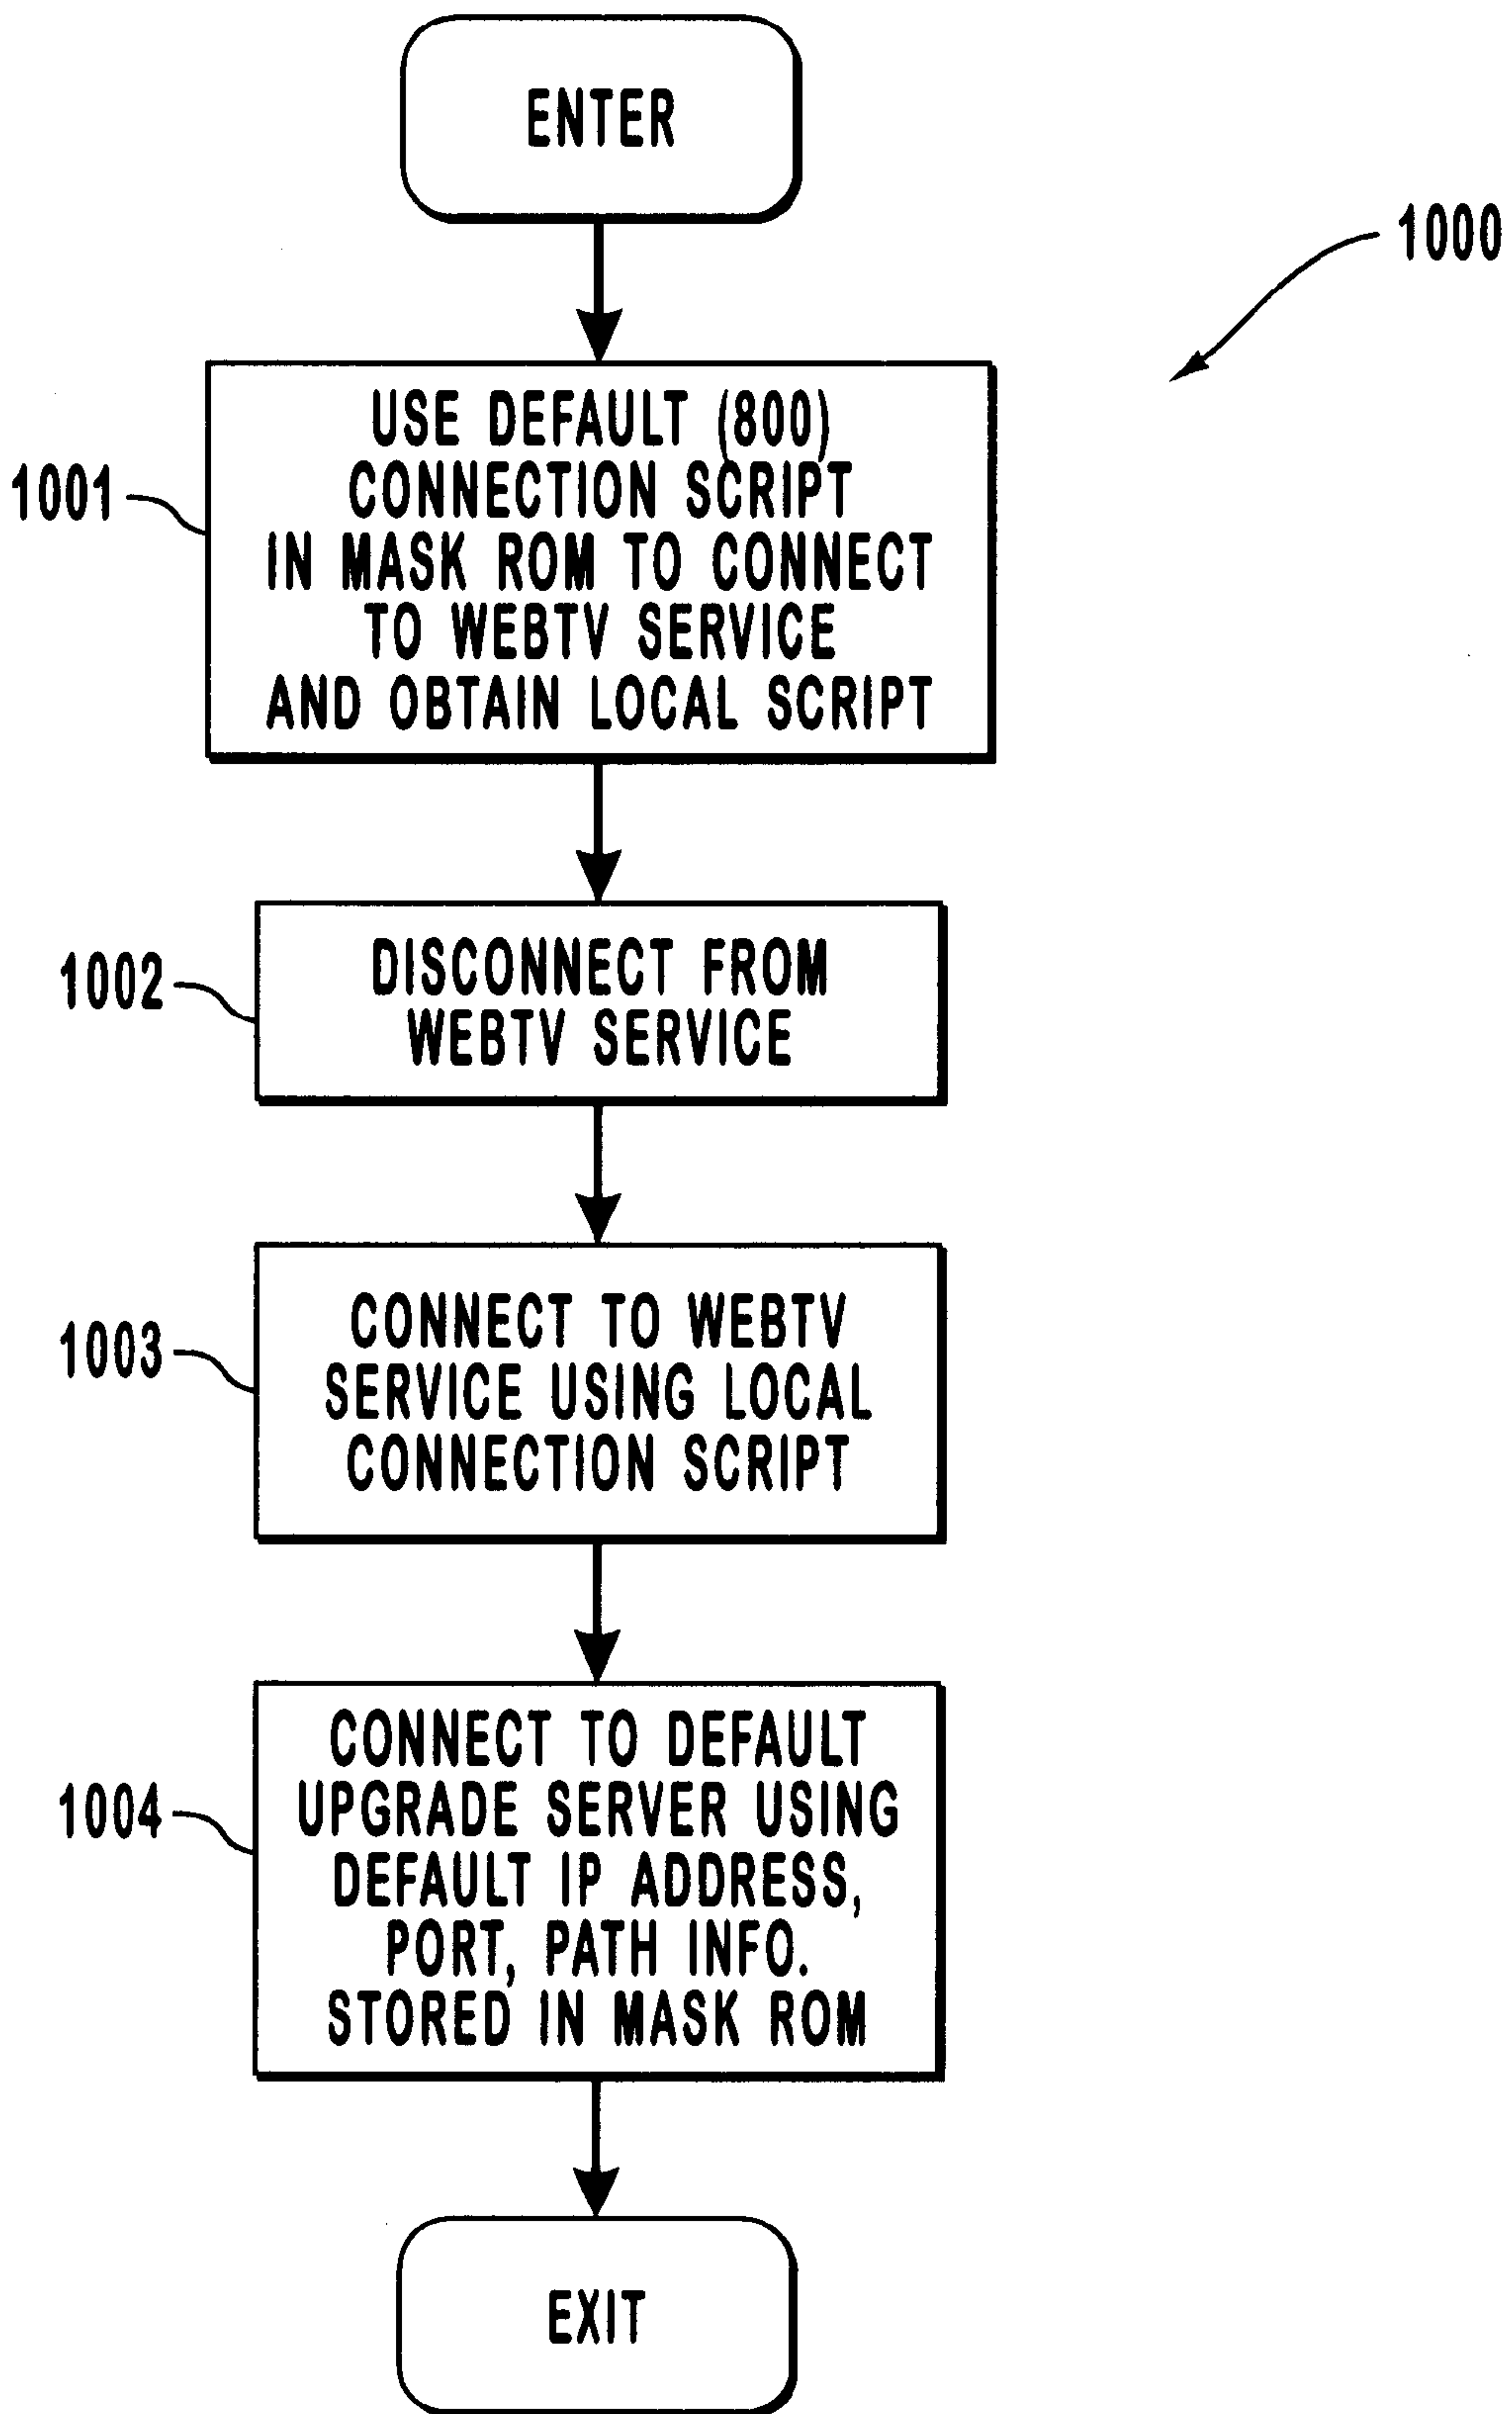 ENTER
1000
USE DEFAULT (800)
CONNECTION SCRIPT
IN MASK ROM TO CONNECT
TO WEBTV SERVICE
AND OBTAIN LOCAL SCRIPT
1001
DISCONNECT FROM
WEBTV SERVICE
1002
CONNECT TO WEBTV
SERVICE USING LOCAL
CONNECTION SCRIPT
1003
CONNECT TO DEFAULT
UPGRADE SERVER USING
DEFAULT IP ADDRESS,
PORT, PATH INFO.
STORED IN MASK ROM
1004
EXIT